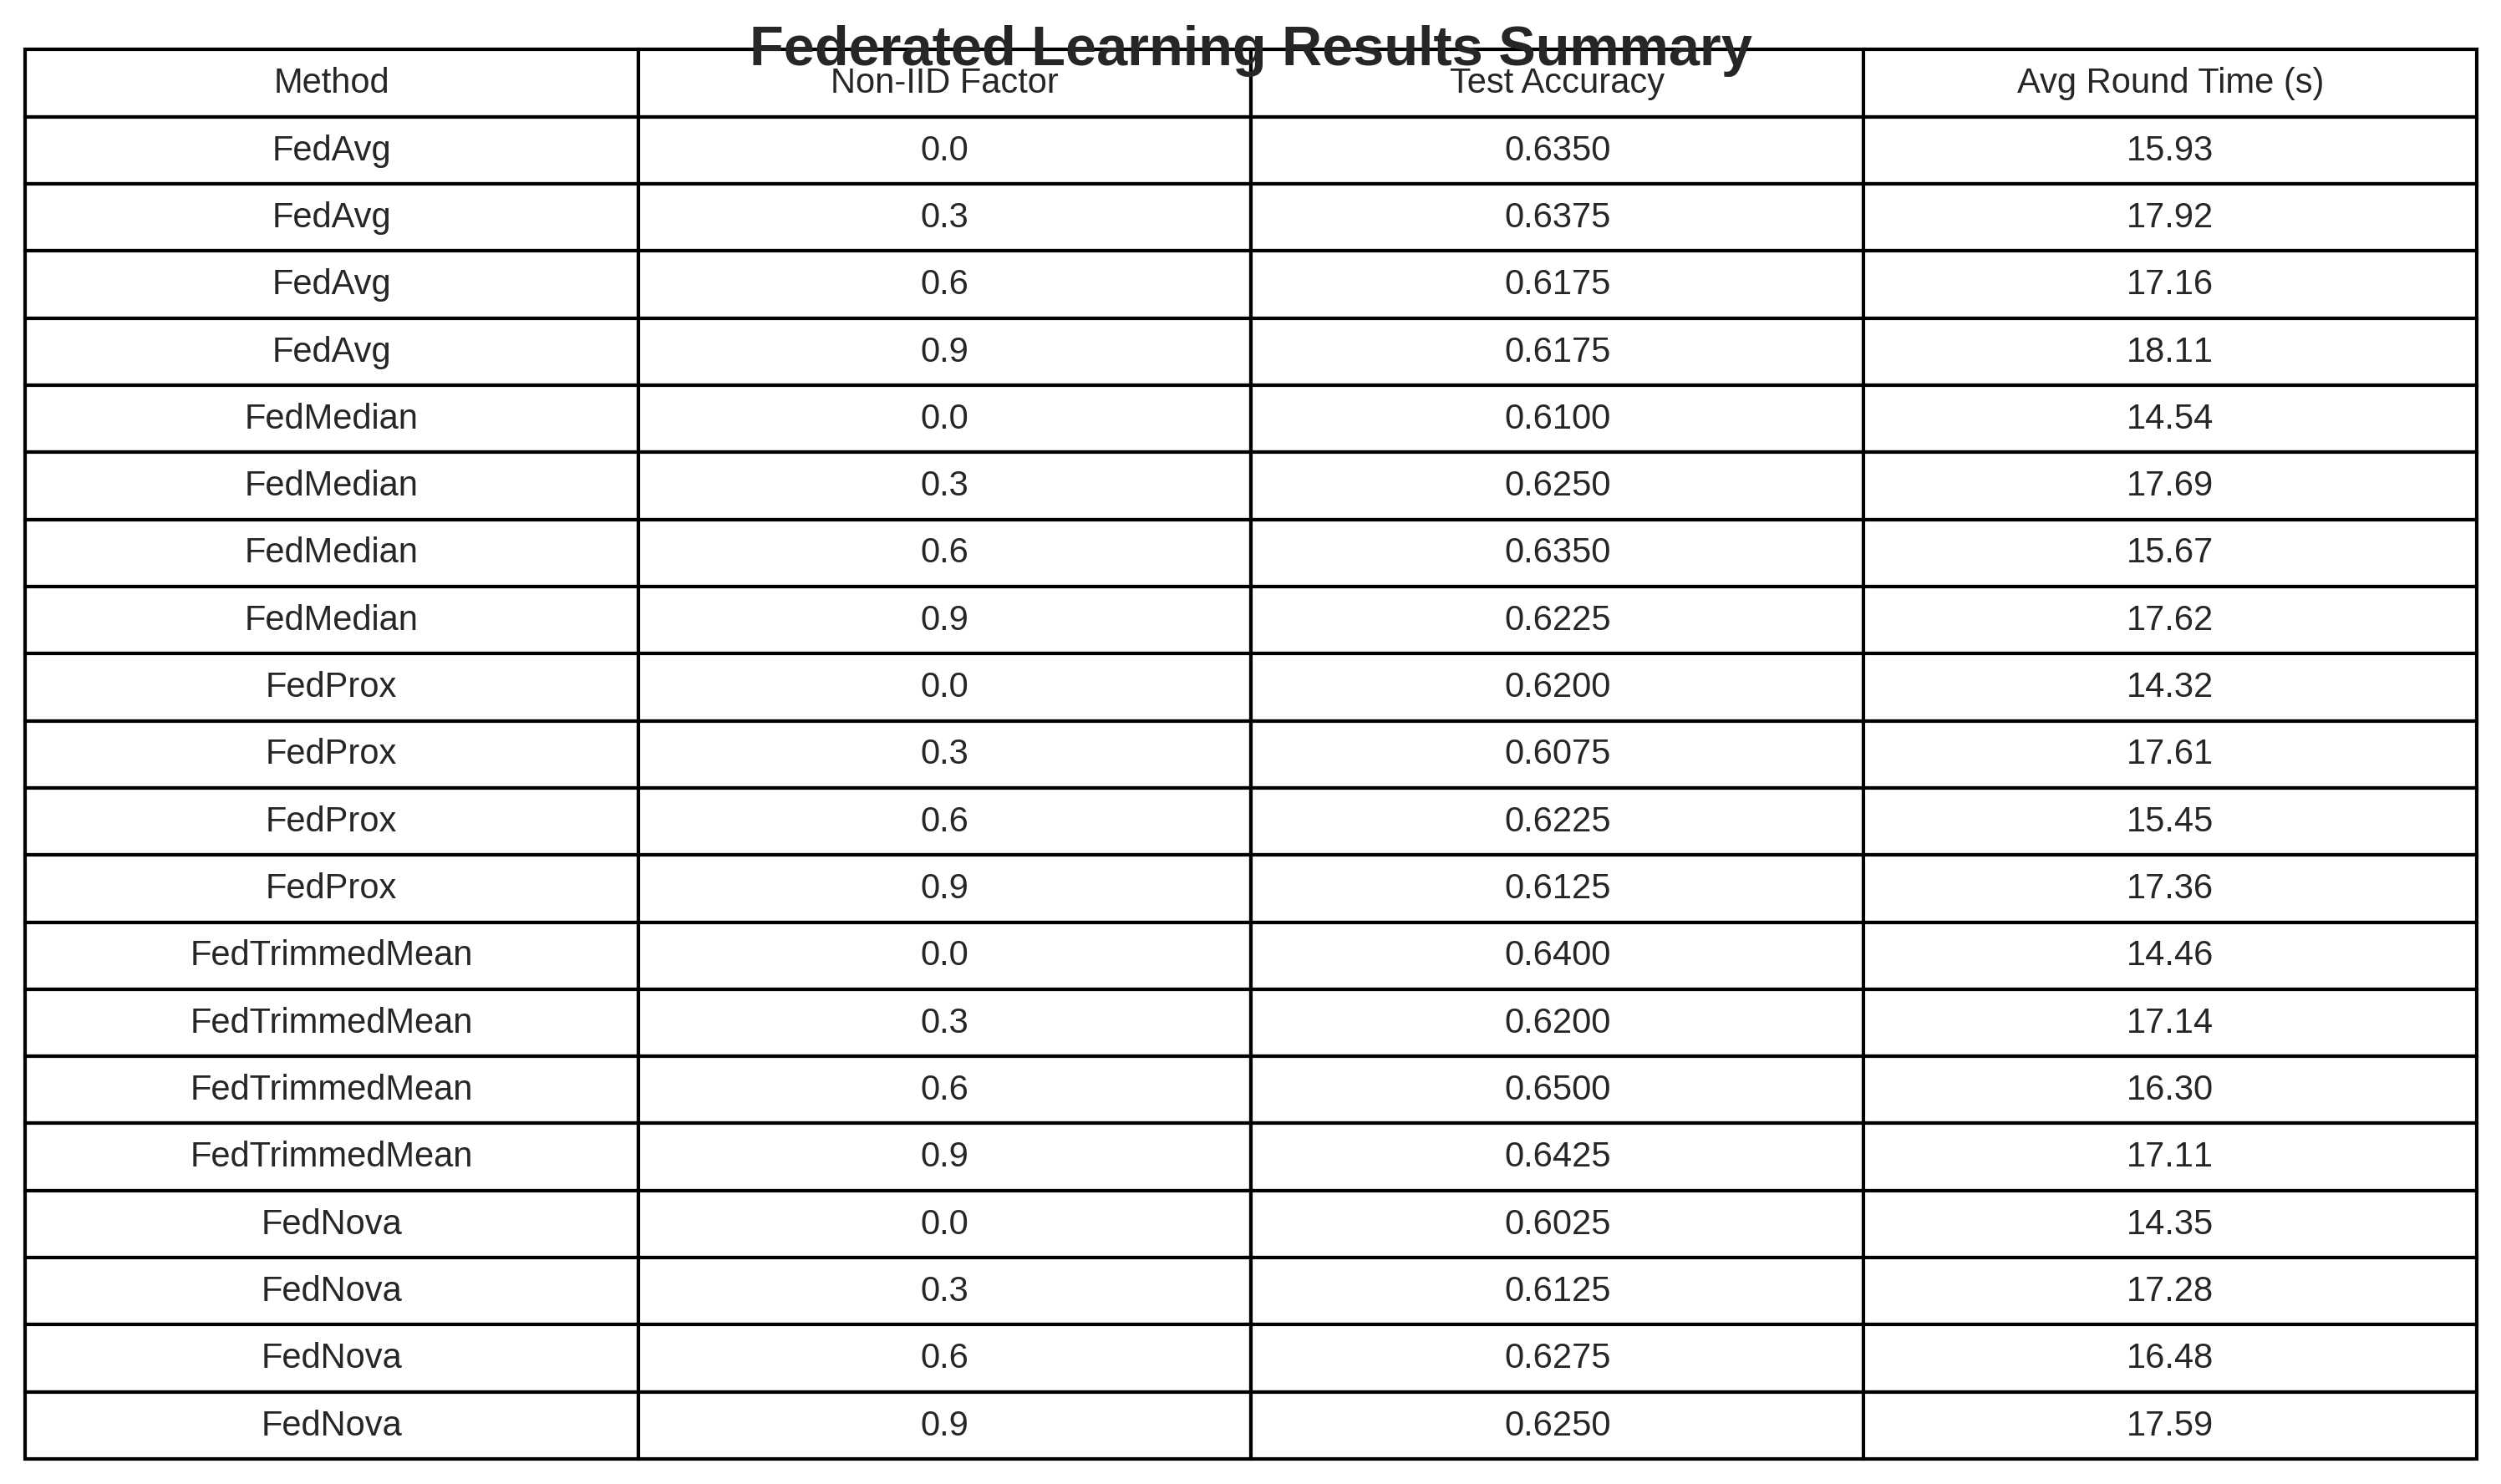 Federated Learning Results Summary
Method Non-IID Factor Test Accuracy Avg Round Time (s)
FedAvg 0.0 0.6350 15.93
FedAvg 0.3 0.6375 17.92
FedAvg 0.6 0.6175 17.16
FedAvg 0.9 0.6175 18.11
FedMedian 0.0 0.6100 14.54
FedMedian 0.3 0.6250 17.69
FedMedian 0.6 0.6350 15.67
FedMedian 0.9 0.6225 17.62
FedProx 0.0 0.6200 14.32
FedProx 0.3 0.6075 17.61
FedProx 0.6 0.6225 15.45
FedProx 0.9 0.6125 17.36
FedTrimmedMean 0.0 0.6400 14.46
FedTrimmedMean 0.3 0.6200 17.14
FedTrimmedMean 0.6 0.6500 16.30
FedTrimmedMean 0.9 0.6425 17.11
FedNova 0.0 0.6025 14.35
FedNova 0.3 0.6125 17.28
FedNova 0.6 0.6275 16.48
FedNova 0.9 0.6250 17.59